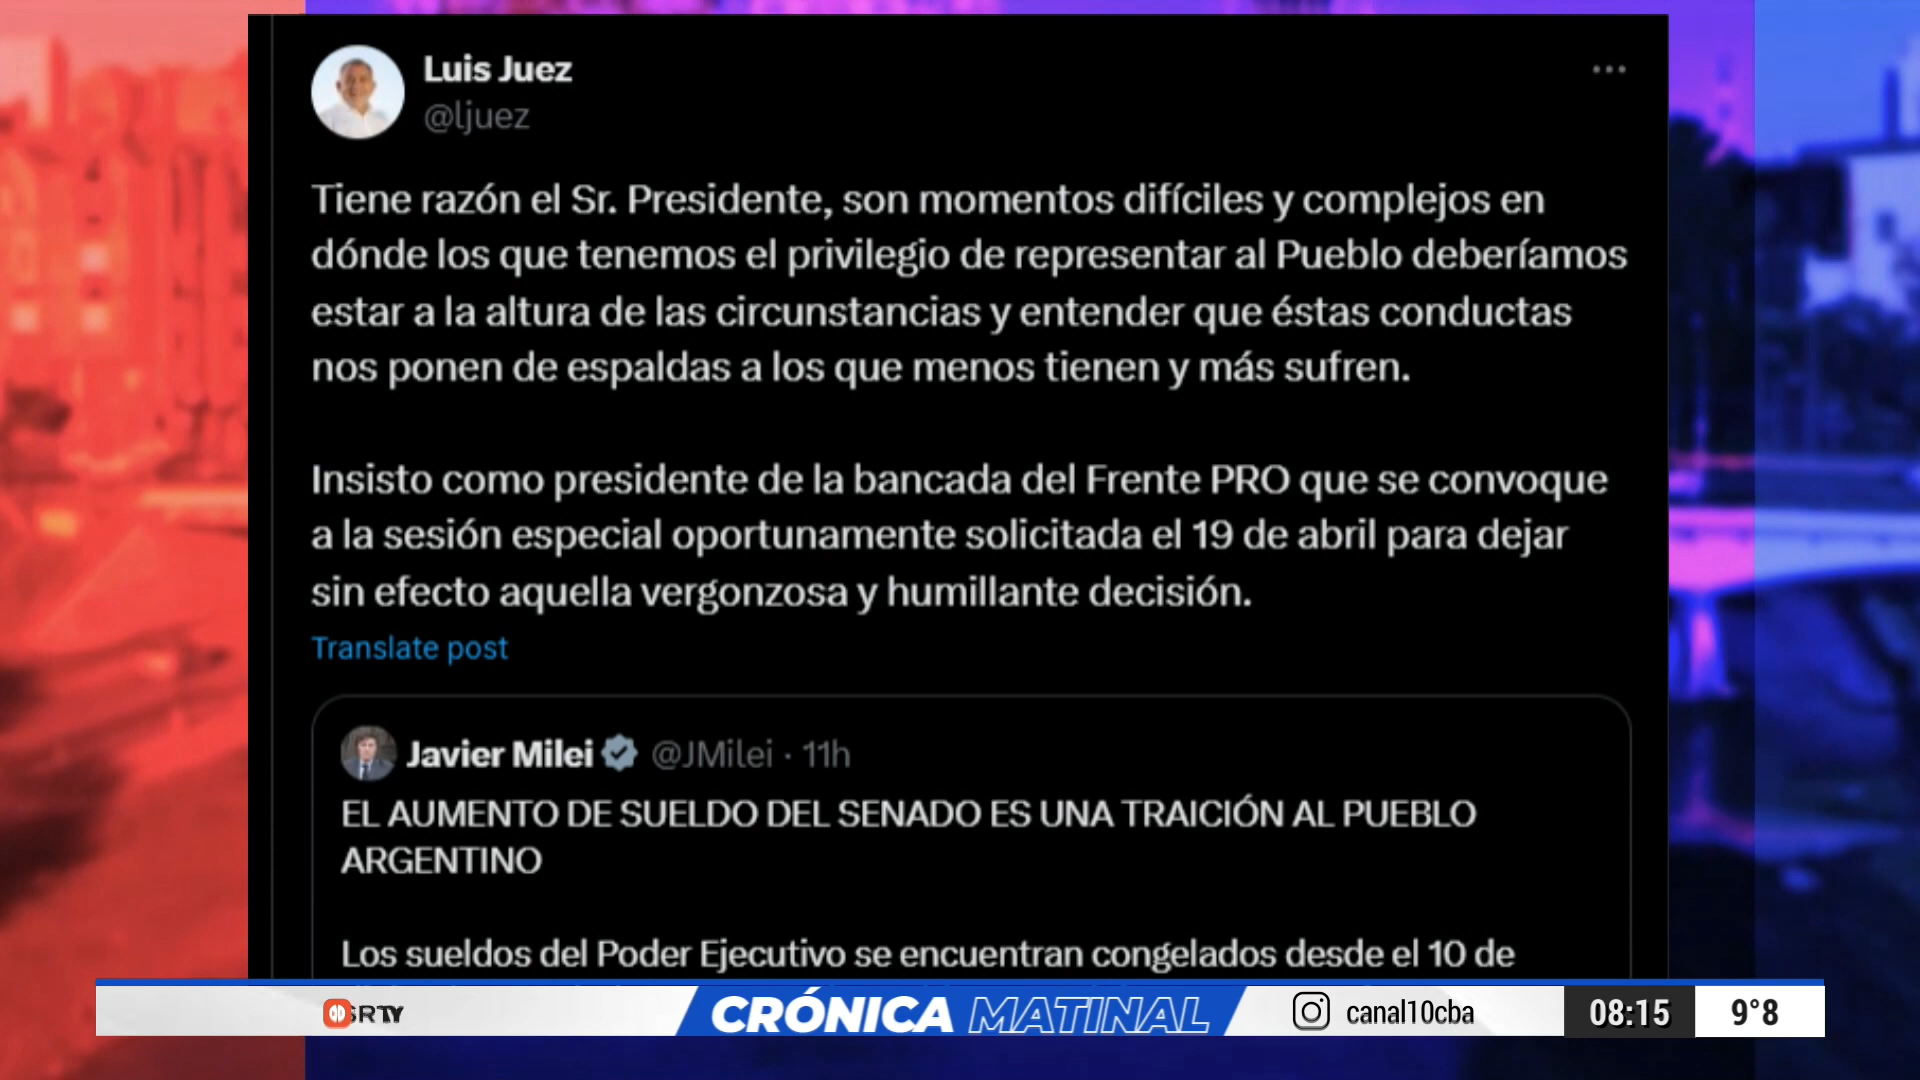 Luis Juez
@ljuez
Tiene razón el Sr. Presidente, son momentos difíciles y complejos en
dónde los que tenemos el privilegio de representar al Pueblo deberíamos
estar a la altura de las circunstancias y entender que éstas conductas
nos ponen de espaldas a los que menos tienen y más sufren.
Insisto como presidente de la bancada del Frente PRO que se convoque
a la sesión especial oportunamente solicitada el 19 de abril para dejar
sin efecto aquella vergonzosa y humillante decisión.
Translate post
Javier Milei @JMilei · 11h
EL AUMENTO DE SUELDO DEL SENADO ES UNA TRAICIÓN AL PUEBLO
ARGENTINO
Los sueldos del Poder Ejecutivo se encuentran congelados desde el 10 de
SRT
CRÓNICA MATINAL
canal10cba
08:15
9°8